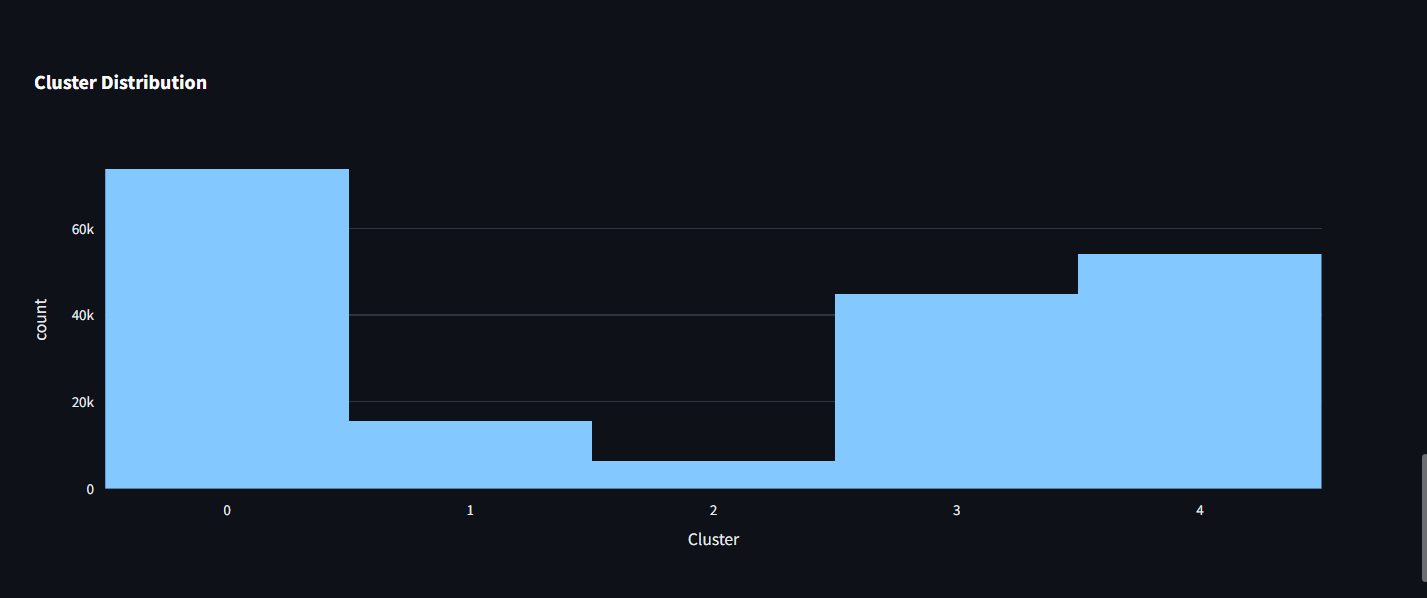 Cluster Distribution
60k
40k
20k
0
count
0
1
2
3
4
Cluster